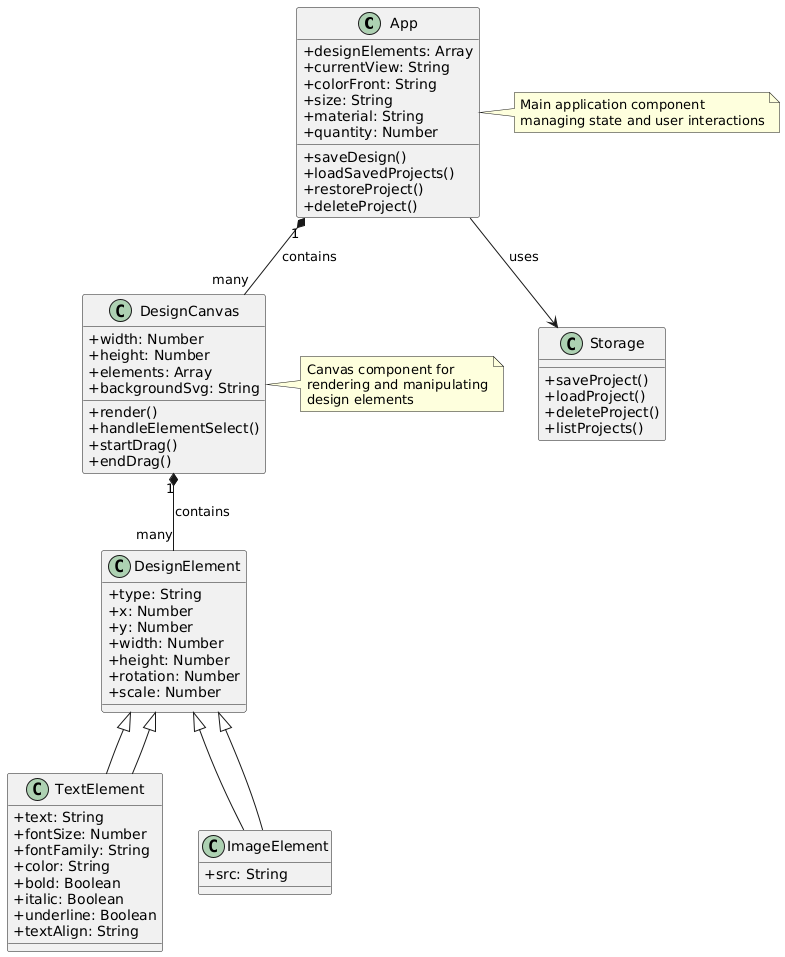 C App
+designElements: Array
+currentView: String
+colorFront: String
+size: String
+material: String
+quantity: Number
+saveDesign()
+loadSavedProjects()
+restoreProject()
+deleteProject()
Main application component
managing state and user interactions
1
contains
many
uses
C DesignCanvas
+width: Number
+height: Number
+elements: Array
+backgroundSvg: String
+render()
+handleElementSelect()
+startDrag()
+endDrag()
Canvas component for
rendering and manipulating
design elements
C Storage
+saveProject()
+loadProject()
+deleteProject()
+listProjects()
1
contains
many
C DesignElement
+type: String
+x: Number
+y: Number
+width: Number
+height: Number
+rotation: Number
+scale: Number
C TextElement
+text: String
+fontSize: Number
+fontFamily: String
+color: String
+bold: Boolean
+italic: Boolean
+underline: Boolean
+textAlign: String
C ImageElement
+src: String